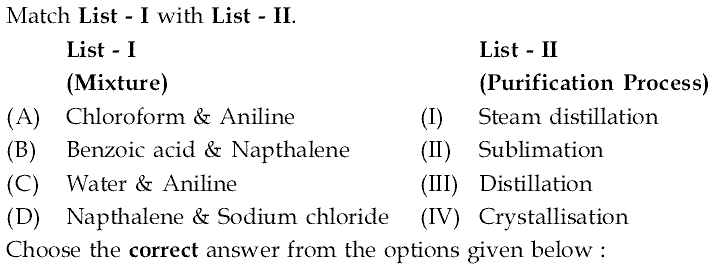 Match List - I with List - II.
List - I List - II
(Mixture) (Purification Process)
(A) Chloroform & Aniline (I) Steam distillation
(B) Benzoic acid & Napthalene (II) Sublimation
(C) Water & Aniline (III) Distillation
(D) Napthalene & Sodium chloride (IV) Crystallisation
Choose the correct answer from the options given below :